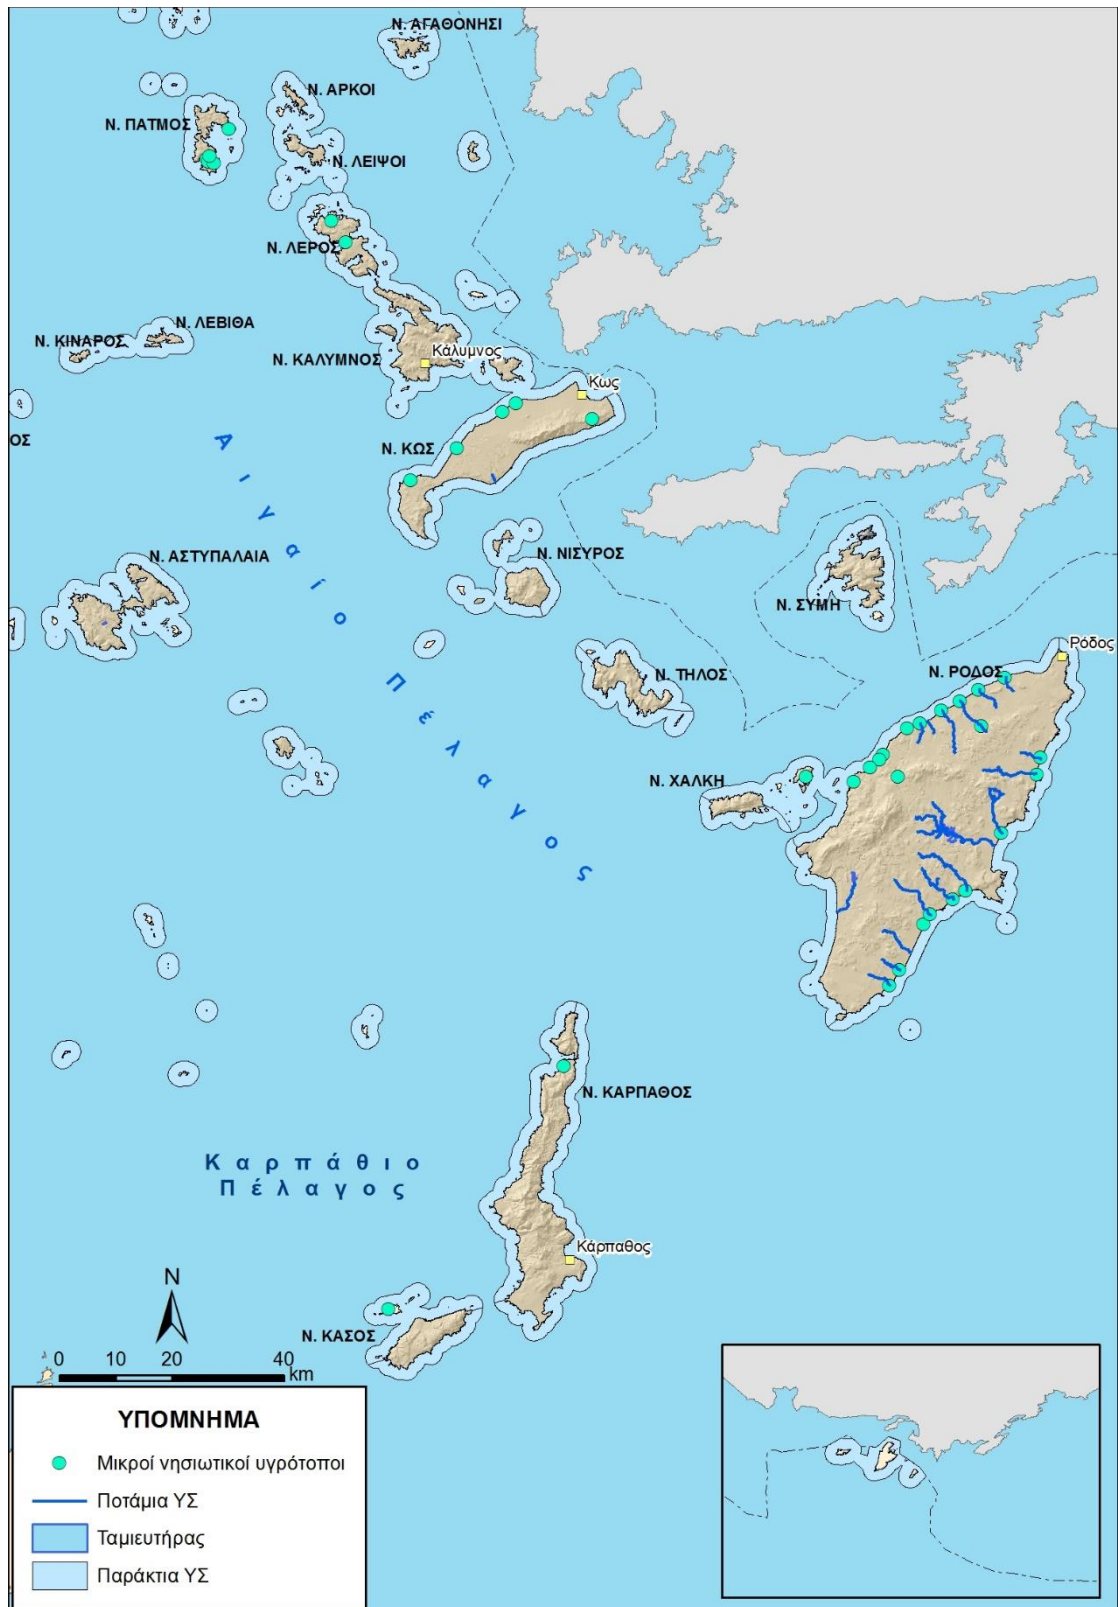 Ν. ΑΓΑΘΟΝΗΣΙ
Ν. ΑΡΚΟΙ
Ν. ΠΑΤΜΟΣ
Ν. ΛΕΙΨΟΙ
Ν. ΛΕΡΟΣ
Ν. ΛΕΒΙΘΑ
Ν. ΚΙΝΑΡΟΣ
Ν. ΚΑΛΥΜΝΟΣ
Κάλυμνος
Κως
ΟΣ
Ν. ΚΩΣ
Αιγαίο Πέλαγος
Ν. ΑΣΤΥΠΑΛΑΙΑ
Ν. ΝΙΣΥΡΟΣ
Ν. ΣΥΜΗ
Ρόδος
Ν. ΤΗΛΟΣ
Ν. ΡΟΔΟΣ
Ν. ΧΑΛΚΗ
Ν. ΚΑΡΠΑΘΟΣ
Καρπάθιο
Πέλαγος
Κάρπαθος
N
Ν. ΚΑΣΟΣ
0 10 20 40
km
ΥΠΟΜΝΗΜΑ
Μικροί νησιωτικοί υγρότοποι
Ποτάμια ΥΣ
Ταμιευτήρας
Παράκτια ΥΣ